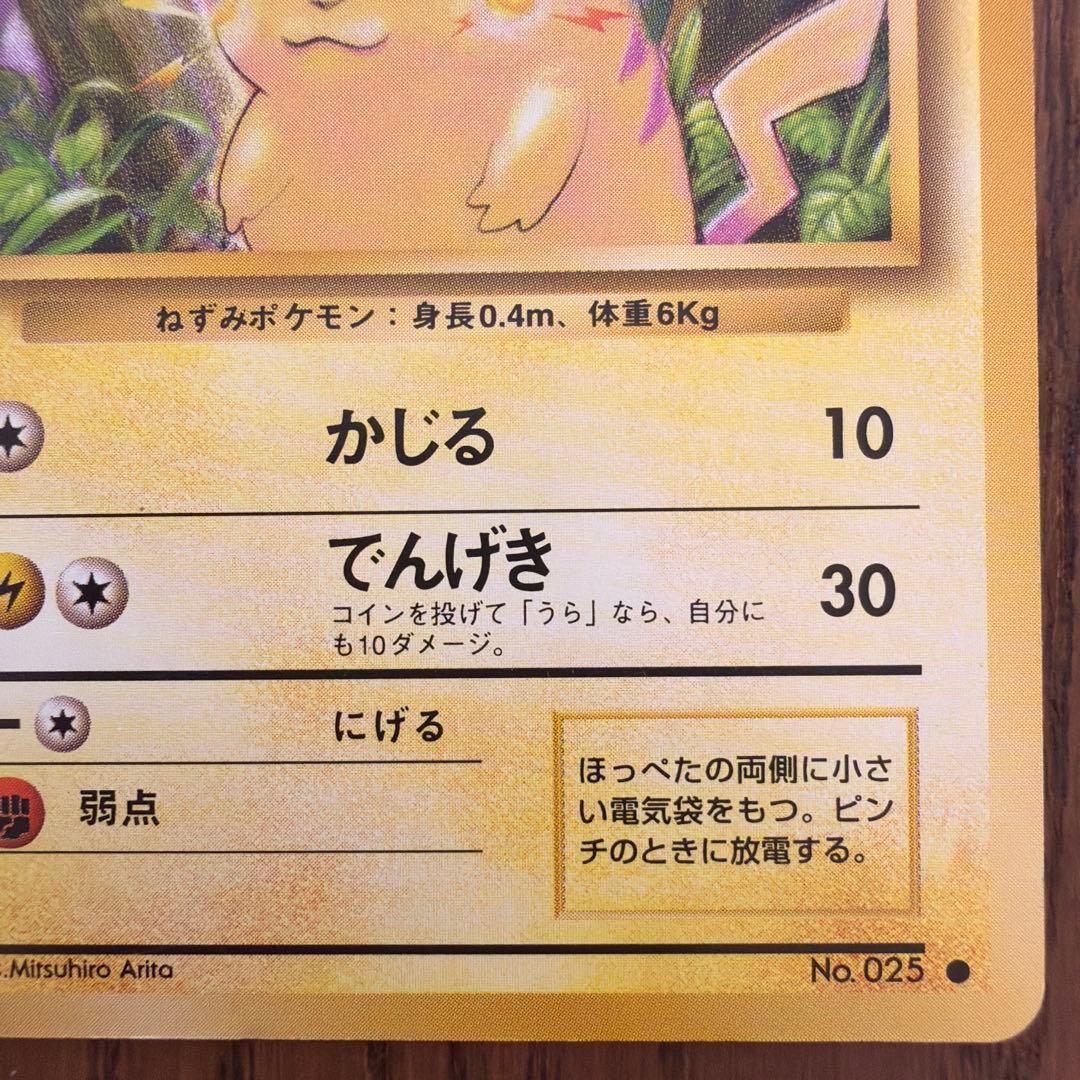 ねずみポケモン：身長0.4m、体重6Kg
かじる 10
でんげき 30
コインを投げて「うら」なら、自分に
も10ダメージ。
にげる
弱点
ほっぺたの両側に小さ
い電気袋をもつ。ピン
チのときに放電する。
.Mitsuhiro Arita
No. 025 ●